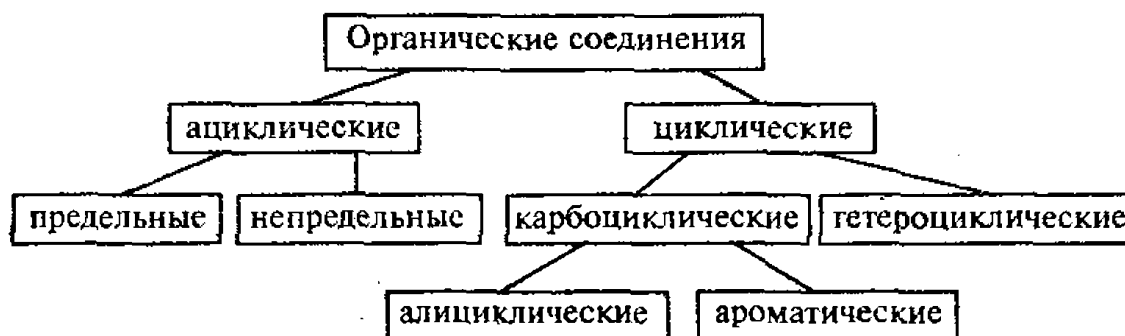 Органические соединения
ациклические циклические
предельные непредельные карбоциклические гетероциклические
алициклические ароматические